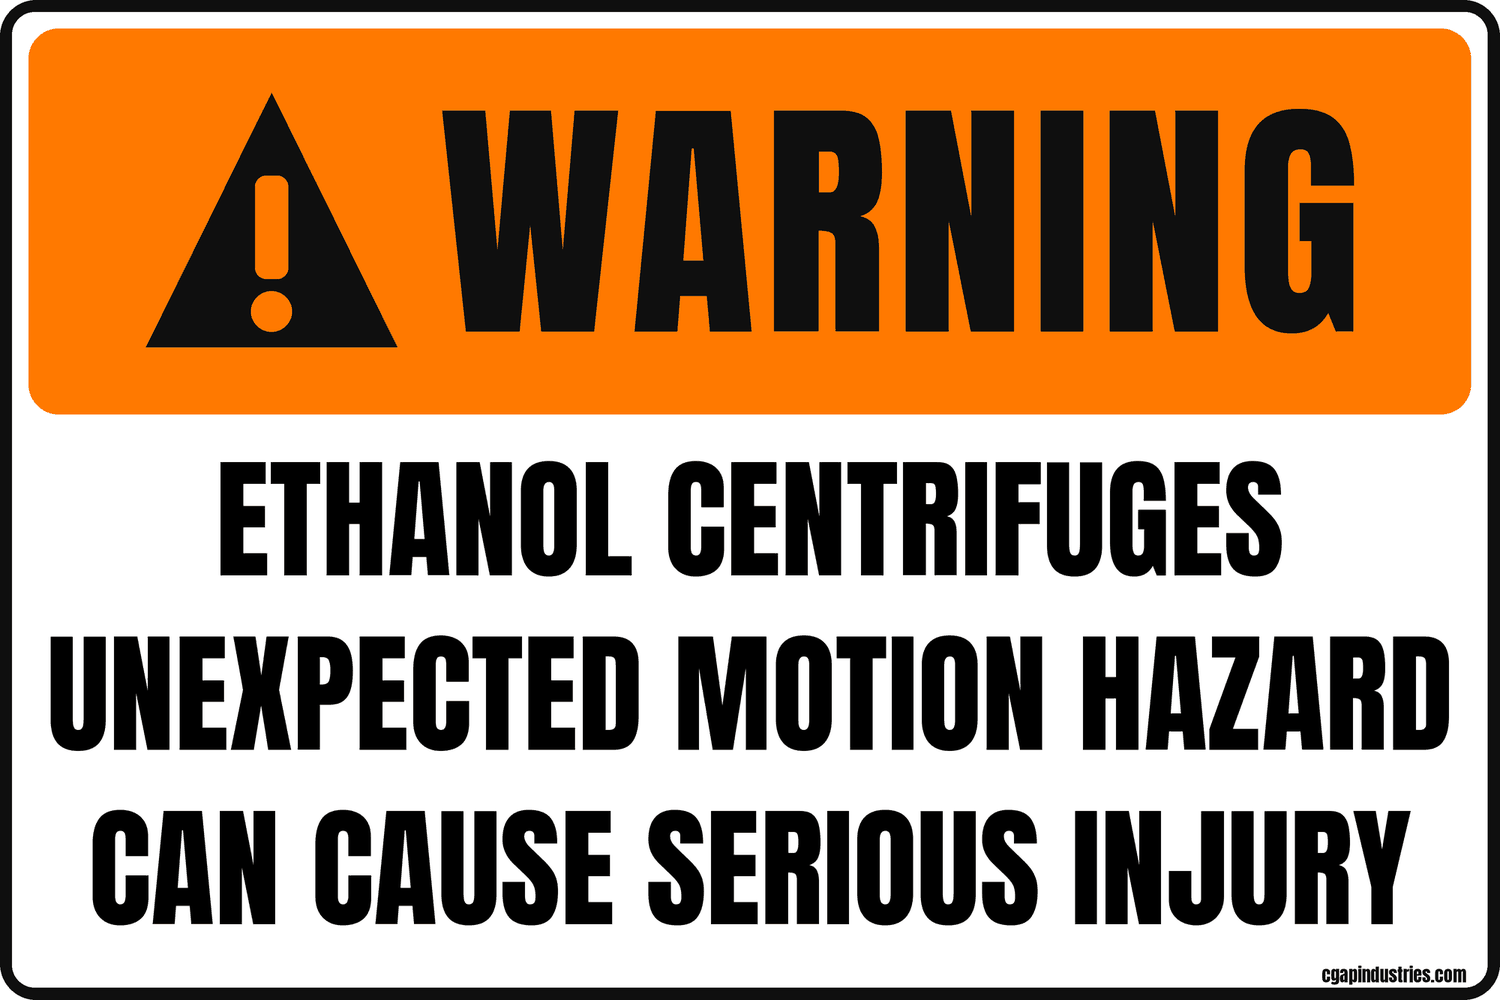 WARNING
ETHANOL CENTRIFUGES
UNEXPECTED MOTION HAZARD
CAN CAUSE SERIOUS INJURY
cgapindustries.com